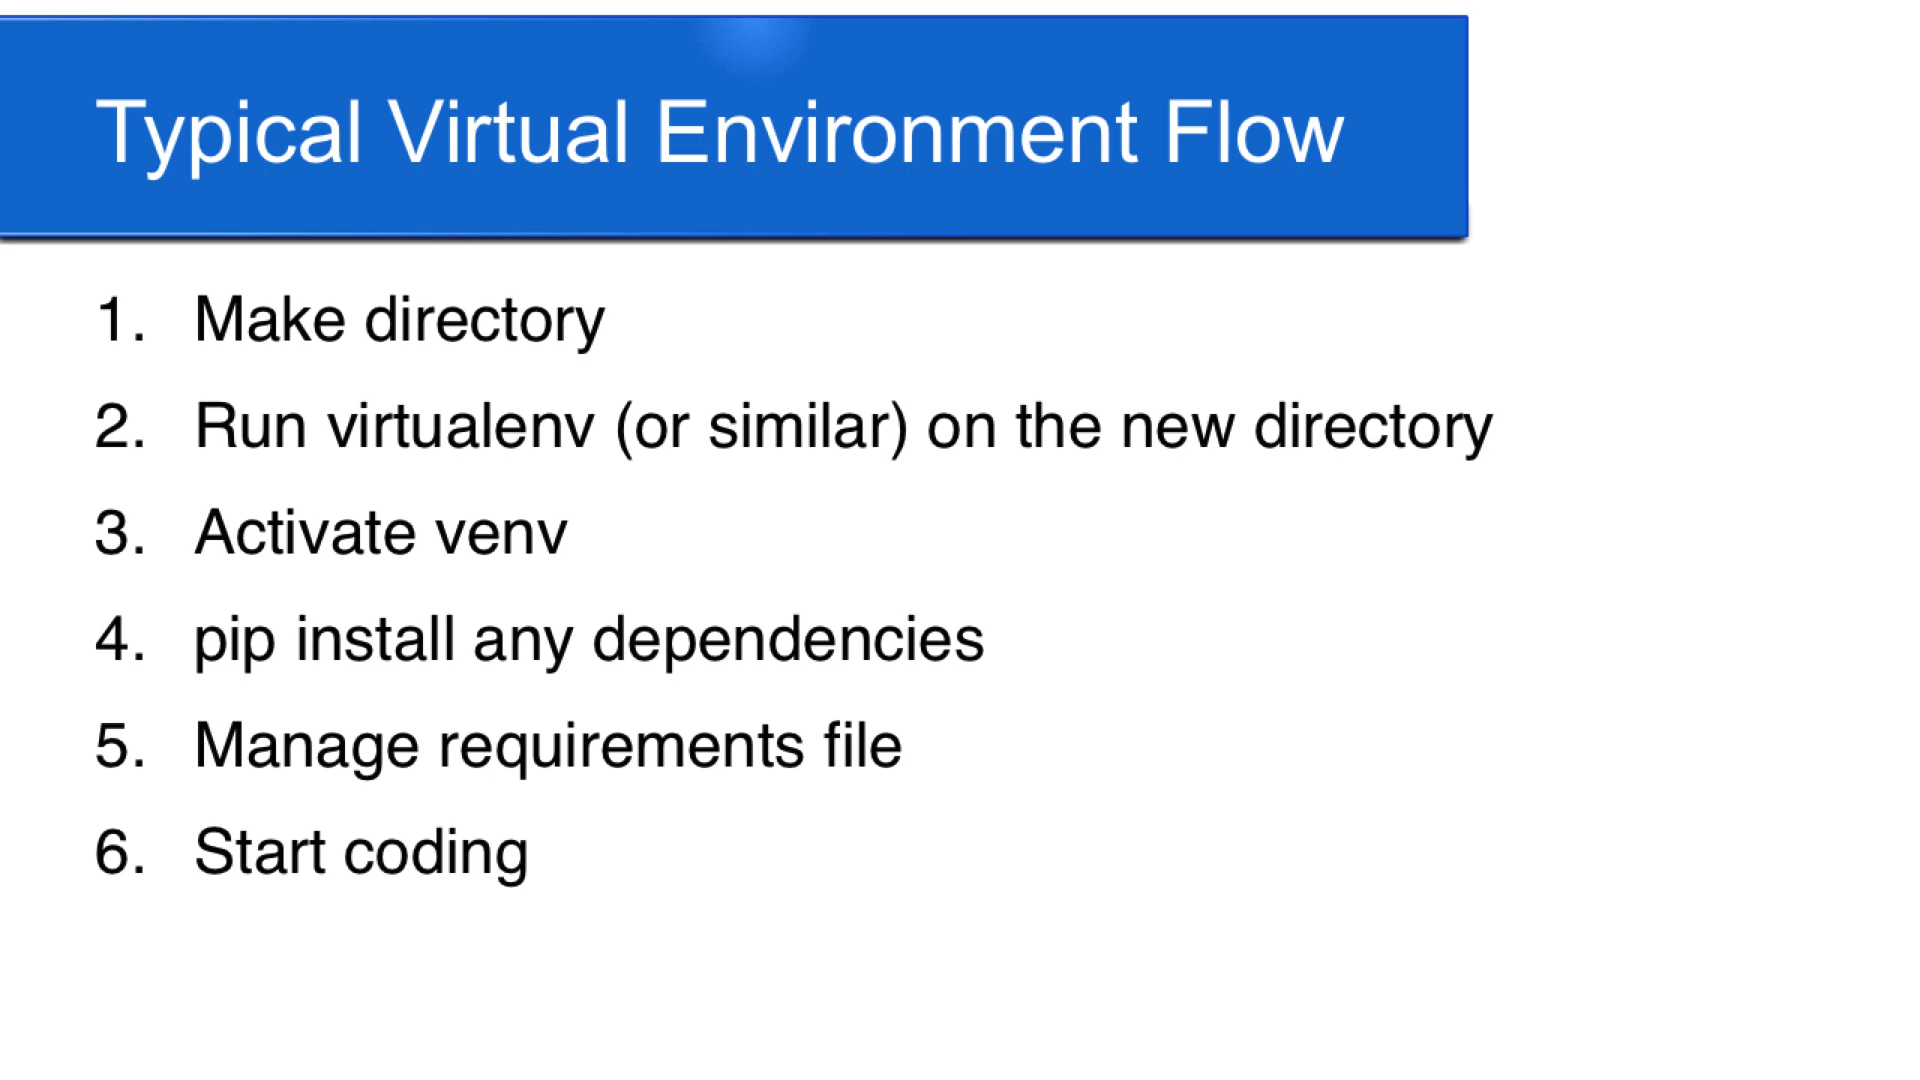 Typical Virtual Environment Flow
1. Make directory
2. Run virtualenv (or similar) on the new directory
3. Activate venv
4. pip install any dependencies
5. Manage requirements file
6. Start coding